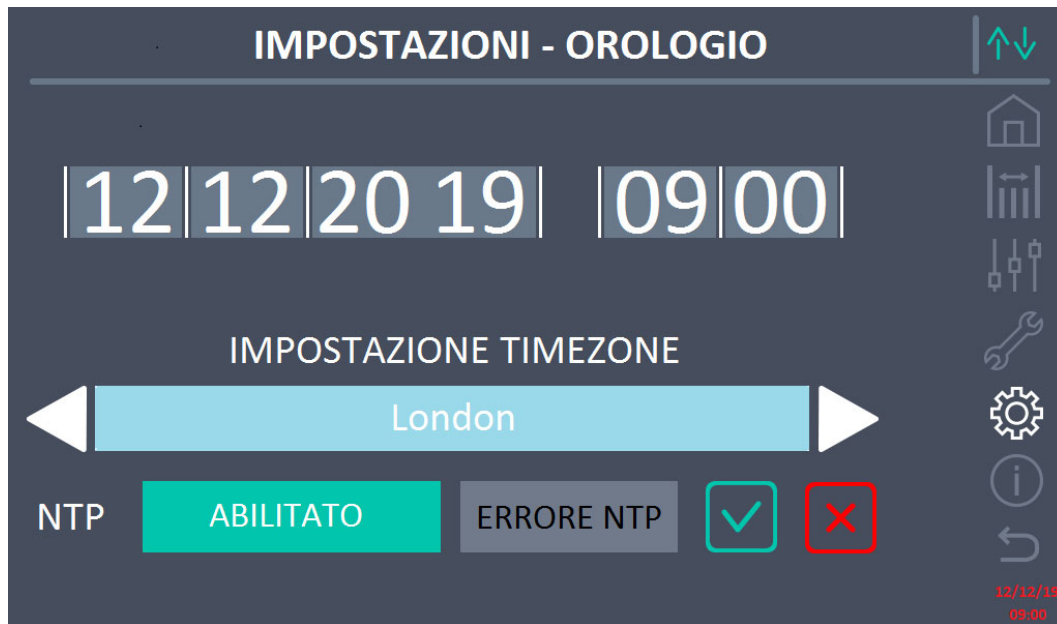 IMPOSTAZIONI - OROLOGIO
12 12 20 19 09 00
IMPOSTAZIONE TIMEZONE
London
NTP ABILITATO ERRORE NTP
12/12/19
09:00